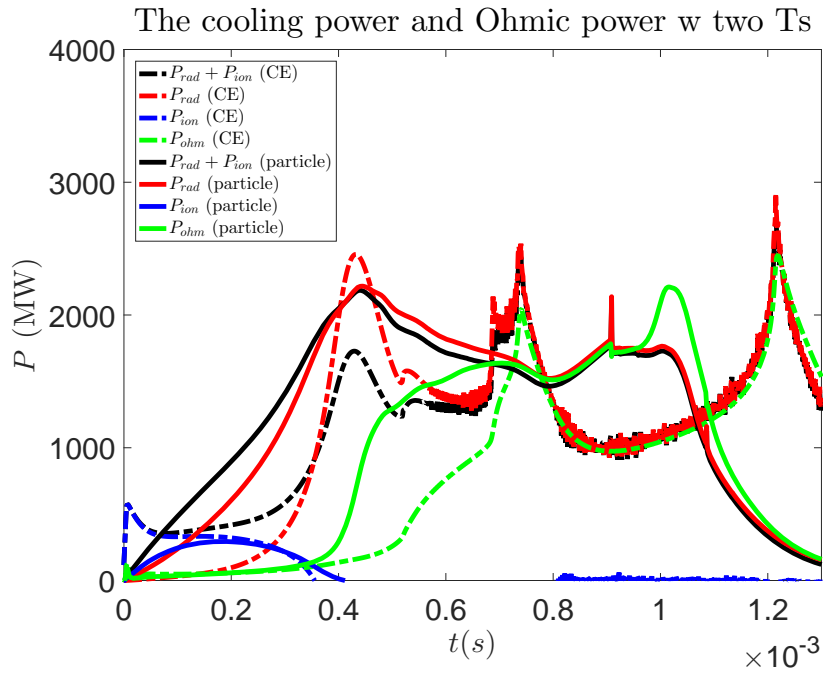 The cooling power and Ohmic power w two Ts
4000
3000
2000
1000
0
P (MW)
P_rad + P_ion (CE)
P_rad (CE)
P_ion (CE)
P_ohm (CE)
P_rad + P_ion (particle)
P_rad (particle)
P_ion (particle)
P_ohm (particle)
0 0.2 0.4 0.6 0.8 1 1.2
t(s)
×10^-3